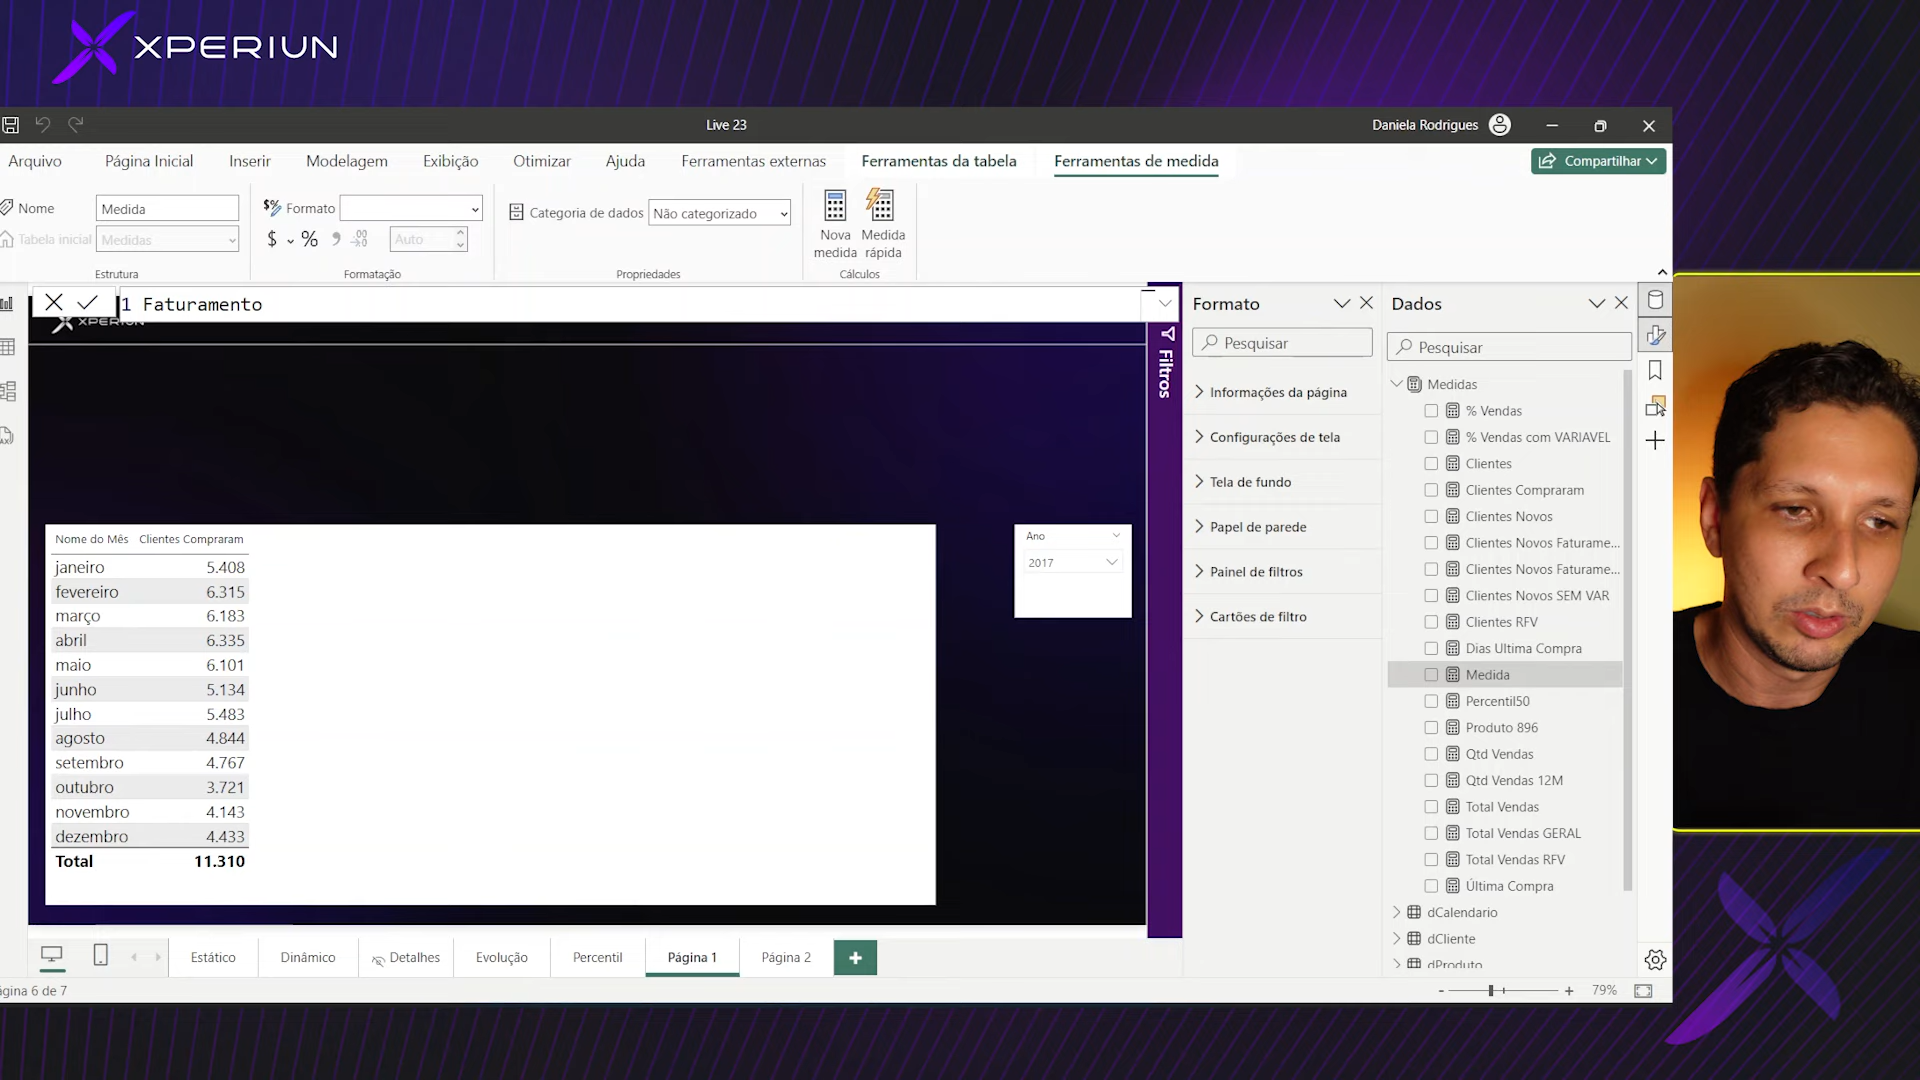 XPERIUN
Live 23
Daniela Rodrigues
Arquivo
Página Inicial
Inserir
Modelagem
Exibição
Otimizar
Ajuda
Ferramentas externas
Ferramentas da tabela
Ferramentas de medida
Compartilhar
Nome
Medida
Formato
Categoria de dados
Não categorizado
Tabela inicial
Medidas
$
%
Auto
Nova medida
Medida rápida
Estrutura
Formatação
Propriedades
Cálculos
1 Faturamento
XPERIUN
Filtros
Formato
Pesquisar
Informações da página
Configurações de tela
Tela de fundo
Papel de parede
Painel de filtros
Cartões de filtro
Dados
Pesquisar
Medidas
% Vendas
% Vendas com VARIAVEL
Clientes
Clientes Compraram
Clientes Novos
Clientes Novos Faturame...
Clientes Novos Faturame...
Clientes Novos SEM VAR
Clientes RFV
Dias Ultima Compra
Medida
Percentil50
Produto 896
Qtd Vendas
Qtd Vendas 12M
Total Vendas
Total Vendas GERAL
Total Vendas RFV
Última Compra
dCalendario
dCliente
dProduto
Nome do Mês Clientes Compraram
janeiro 5.408
fevereiro 6.315
março 6.183
abril 6.335
maio 6.101
junho 5.134
julho 5.483
agosto 4.844
setembro 4.767
outubro 3.721
novembro 4.143
dezembro 4.433
Total 11.310
Ano
2017
Estático
Dinâmico
Detalhes
Evolução
Percentil
Página 1
Página 2
ágina 6 de 7
79%